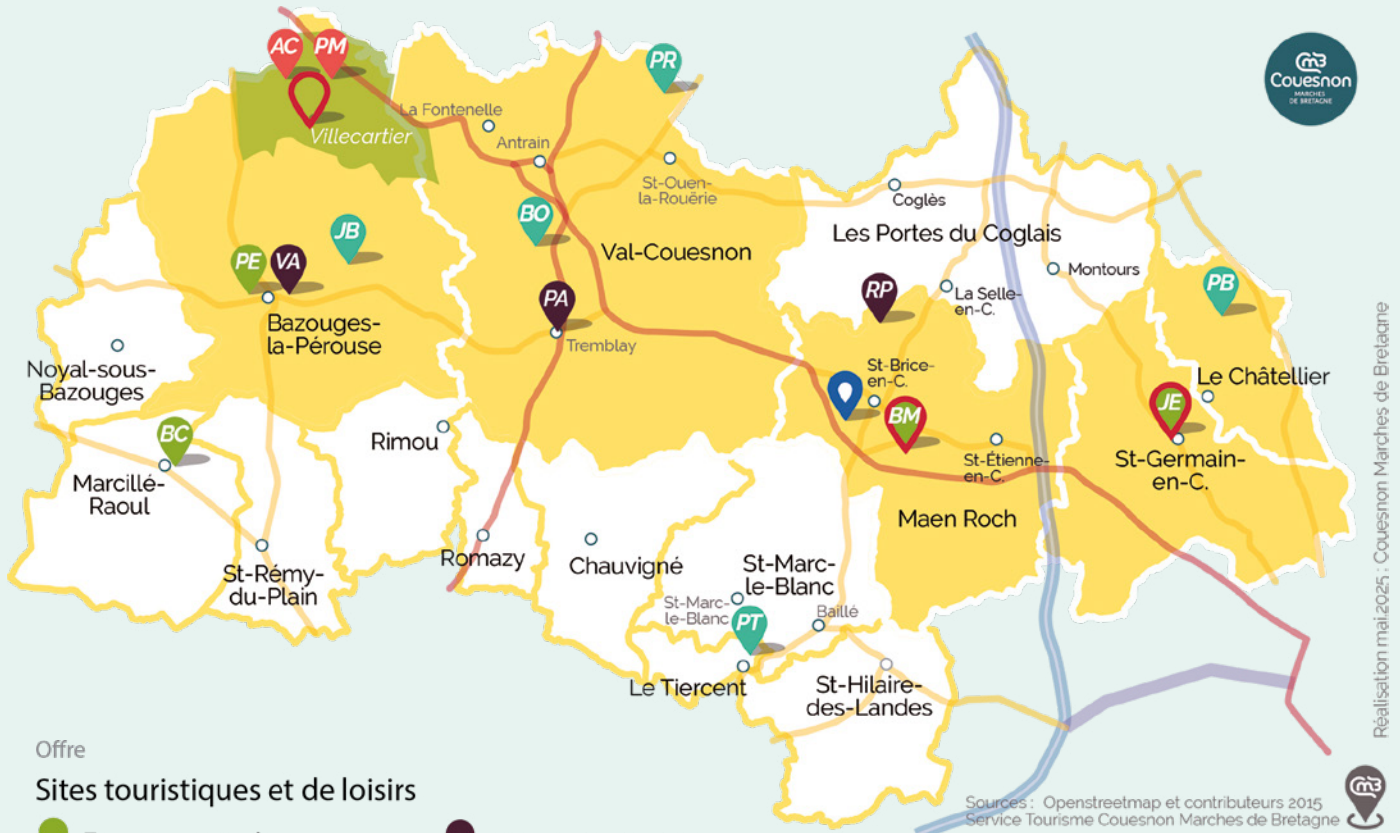 AC
PM
PR
Couesnon
MARCHES
DE BRETAGNE
La Fontenelle
Villecartier
Antrain
St-Ouen-
la-Rouërie
Coglès
BO
JB
Les Portes du Coglais
Val-Couesnon
PE
VA
Montours
PB
PA
RP
La Selle-
en-C.
Bazouges-
la-Pérouse
Tremblay
Noyal-sous-
Bazouges
St-Brice-
en-C.
Le Châtellier
BM
JE
BC
Rimou
St-Étienne-
en-C.
St-Germain-
en-C.
Marcillé-
Raoul
Maen Roch
Romazy
Chauvigné
St-Marc-
le-Blanc
St-Rémy-
du-Plain
St-Marc-
le-Blanc
Baillé
PT
Le Tiercent
St-Hilaire-
des-Landes
Réalisation mai 2025 : Couesnon Marches de Bretagne
Offre
Sites touristiques et de loisirs
Sources : Openstreetmap et contributeurs 2015
Service Tourisme Couesnon Marches de Bretagne